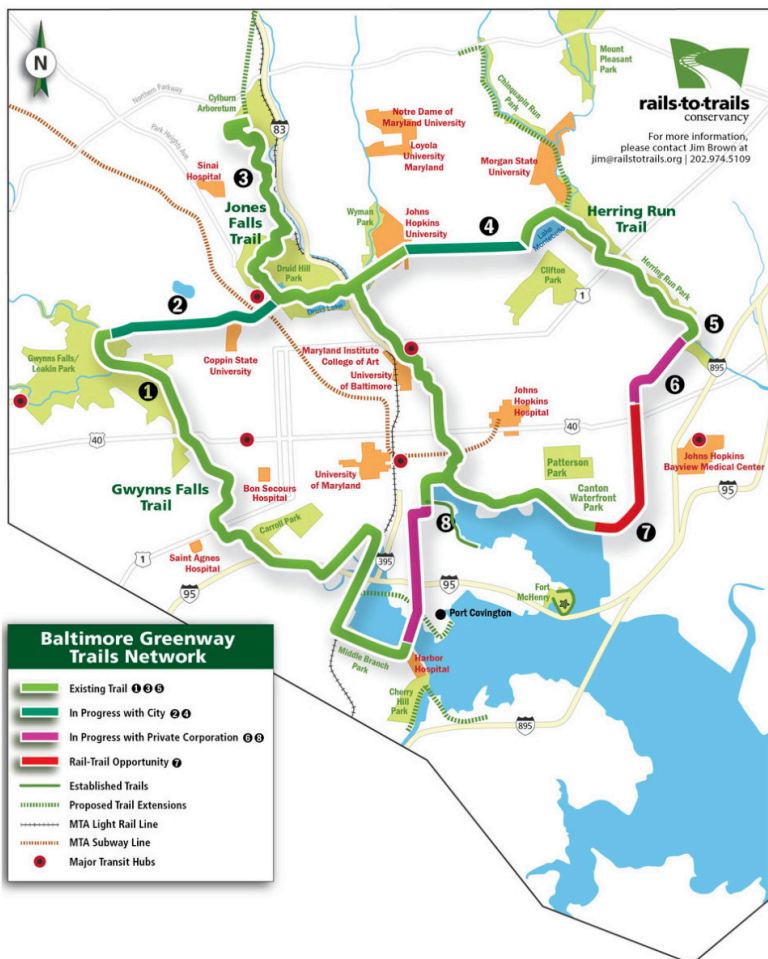 N
Northern Parkway
Park Heights Ave
Cylburn
Arboretum
83
Sinai
Hospital
3
Jones
Falls
Trail
Notre Dame of
Maryland University
Loyola
University
Maryland
Chinquapin Run
Park
Mount
Pleasant
Park
Morgan State
University
rails·to·trails
conservancy
For more information,
please contact Jim Brown at
jim@railstotrails.org | 202.974.5109
Wyman
Park
Johns
Hopkins
University
4
Lake
Montebello
Herring Run
Trail
Herring Run Park
Clifton
Park
1
Druid Hill
Park
Druid Lake
2
Gwynns Falls/
Leakin Park
Coppin State
University
Maryland Institute
College of Art
University
of Baltimore
5
895
6
1
40
Johns
Hopkins
Hospital
40
Johns Hopkins
Bayview Medical Center
95
Gwynns Falls
Trail
Bon Secours
Hospital
University
of Maryland
Patterson
Park
Canton
Waterfront
Park
7
8
Carroll Park
1
Saint Agnes
Hospital
95
395
95
Fort
McHenry
Port Covington
Middle Branch
Park
Harbor
Hospital
Cherry
Hill
Park
895
Baltimore Greenway
Trails Network
Existing Trail 1 3 5
In Progress with City 2 4
In Progress with Private Corporation 6 8
Rail-Trail Opportunity 7
Established Trails
Proposed Trail Extensions
MTA Light Rail Line
MTA Subway Line
Major Transit Hubs